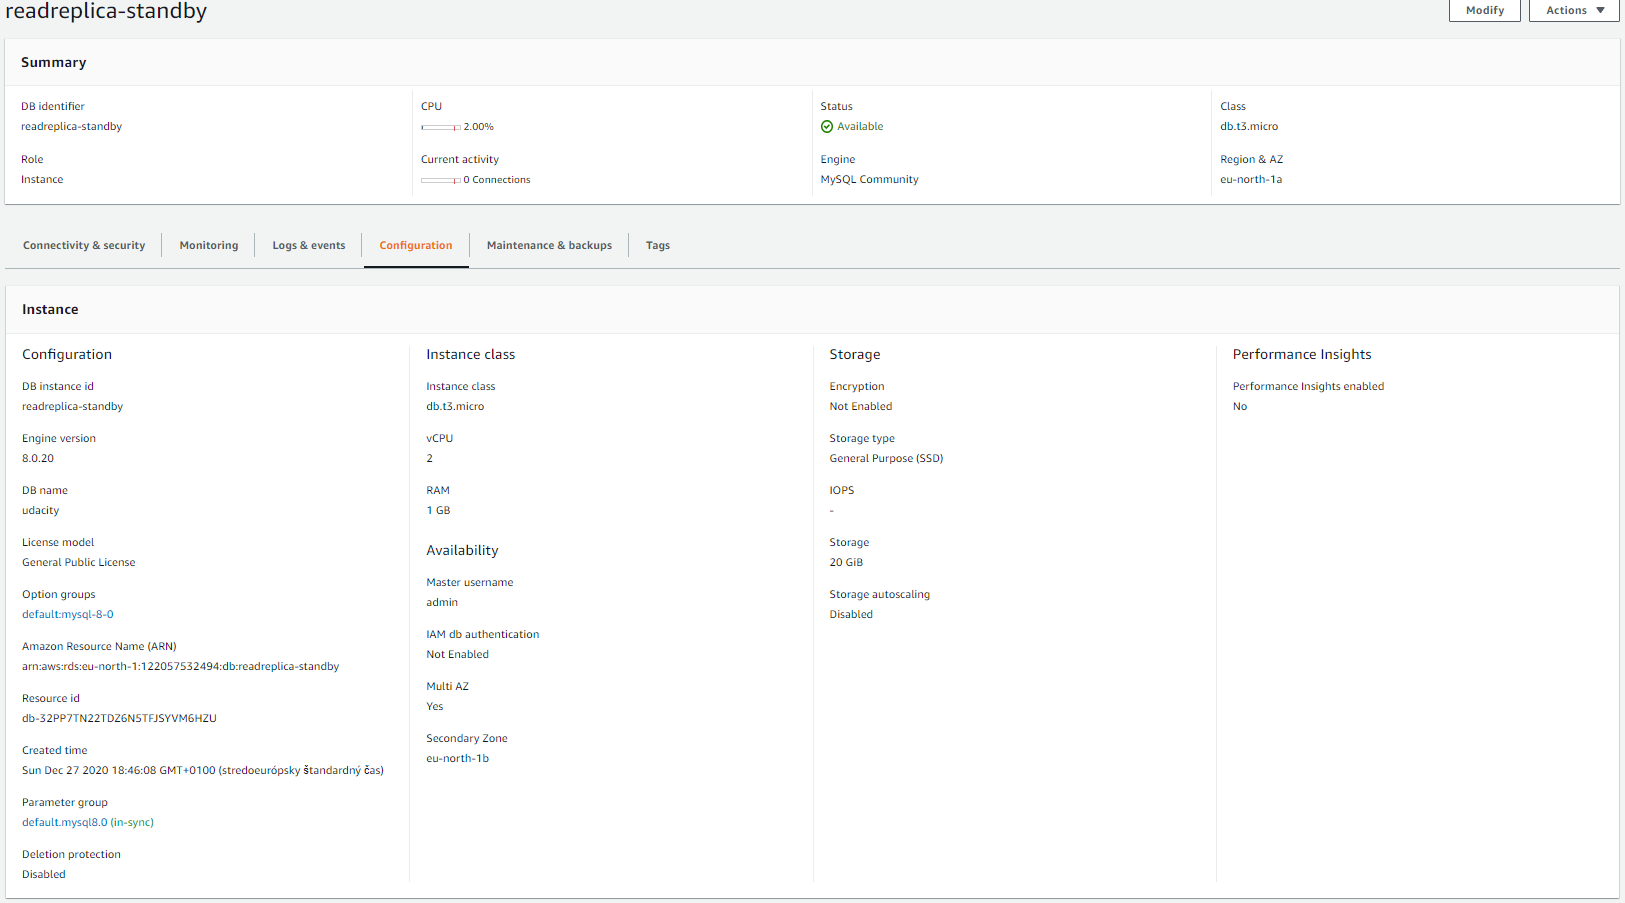 readreplica-standby
Modify
Actions
Summary
DB identifier
readreplica-standby
CPU
2.00%
Status
Available
Class
db.t3.micro
Role
Instance
Current activity
0 Connections
Engine
MySQL Community
Region & AZ
eu-north-1a
Connectivity & security
Monitoring
Logs & events
Configuration
Maintenance & backups
Tags
Instance
Configuration
DB instance id
readreplica-standby
Engine version
8.0.20
DB name
udacity
License model
General Public License
Option groups
default:mysql-8-0
Amazon Resource Name (ARN)
arn:aws:rds:eu-north-1:122057532494:db:readreplica-standby
Resource id
db-32PP7TN22TDZ6N5TFJSYVM6HZU
Created time
Sun Dec 27 2020 18:46:08 GMT+0100 (stredoeurópsky štandardný čas)
Parameter group
default.mysql8.0 (in-sync)
Deletion protection
Disabled
Instance class
Instance class
db.t3.micro
vCPU
2
RAM
1 GB
Availability
Master username
admin
IAM db authentication
Not Enabled
Multi AZ
Yes
Secondary Zone
eu-north-1b
Storage
Encryption
Not Enabled
Storage type
General Purpose (SSD)
IOPS
-
Storage
20 GiB
Storage autoscaling
Disabled
Performance Insights
Performance Insights enabled
No